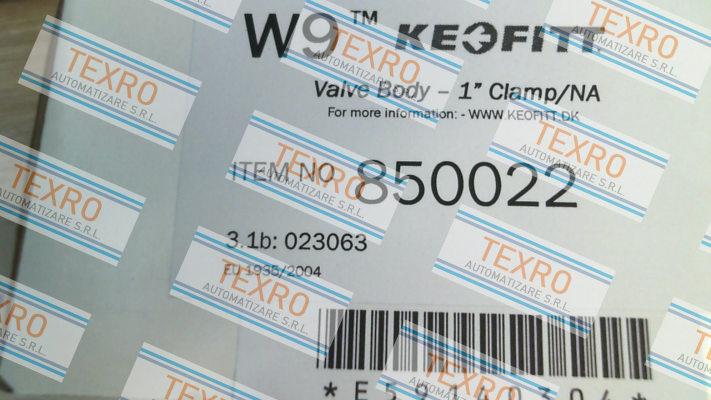 W9™ KEOFITT
Valve Body – 1" Clamp/NA
For more information: - WWW.KEOFITT.DK
ITEM NO 850022
3.1b: 023063
EU 1935/2004
TEXRO
AUTOMATIZARE S.R.L.